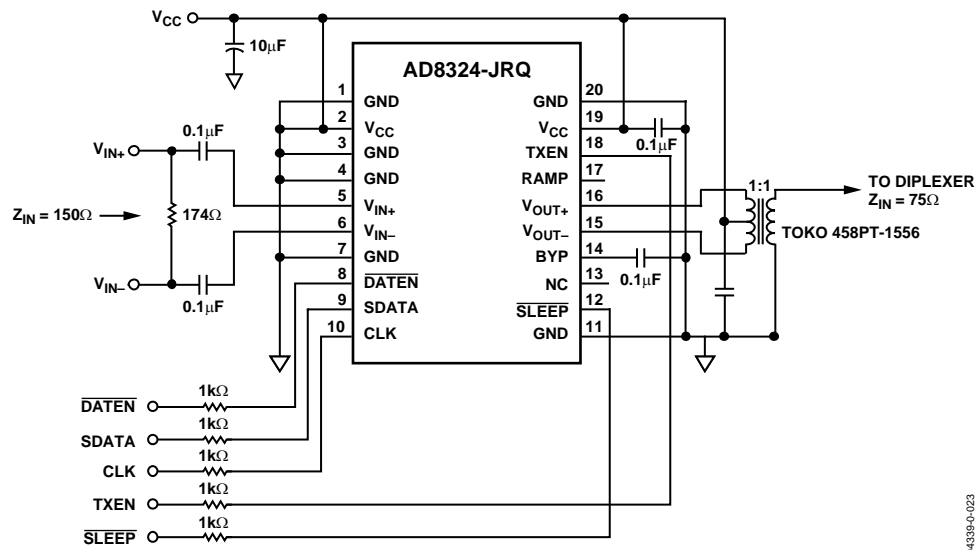 VCC
10µF
AD8324-JRQ
1 GND
2 VCC
3 GND
4 GND
5 VIN+
6 VIN–
7 GND
8 DATEN
9 SDATA
10 CLK
20 GND
19 VCC
18 TXEN
17 RAMP
16 VOUT+
15 VOUT–
14 BYP
13 NC
12 SLEEP
11 GND
0.1µF
VIN+
ZIN = 150Ω
174Ω
VIN–
0.1µF
0.1µF
0.1µF
1:1
TO DIPLEXER
ZIN = 75Ω
TOKO 458PT-1556
1kΩ
DATEN
1kΩ
SDATA
1kΩ
CLK
1kΩ
TXEN
1kΩ
SLEEP
4339-0-023